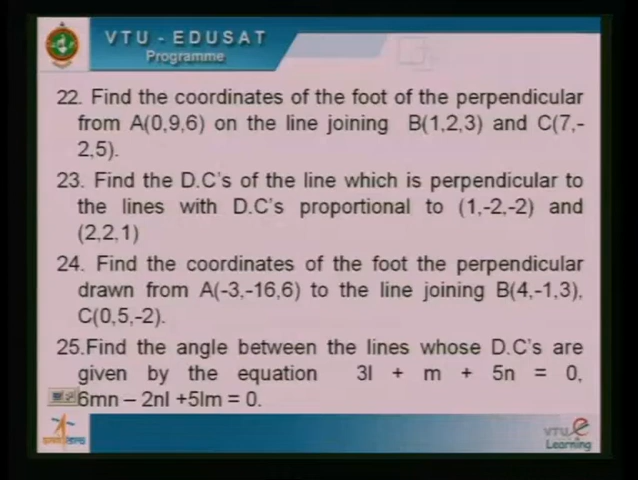 VTU - EDUSAT
Programme
22. Find the coordinates of the foot of the perpendicular
from A(0,9,6) on the line joining B(1,2,3) and C(7,-
2,5).
23. Find the D.C's of the line which is perpendicular to
the lines with D.C's proportional to (1,-2,-2) and
(2,2,1)
24. Find the coordinates of the foot the perpendicular
drawn from A(-3,-16,6) to the line joining B(4,-1,3),
C(0,5,-2).
25.Find the angle between the lines whose D.C's are
given by the equation 3l + m + 5n = 0,
6mn – 2nl +5lm = 0.
VTU e
Learning